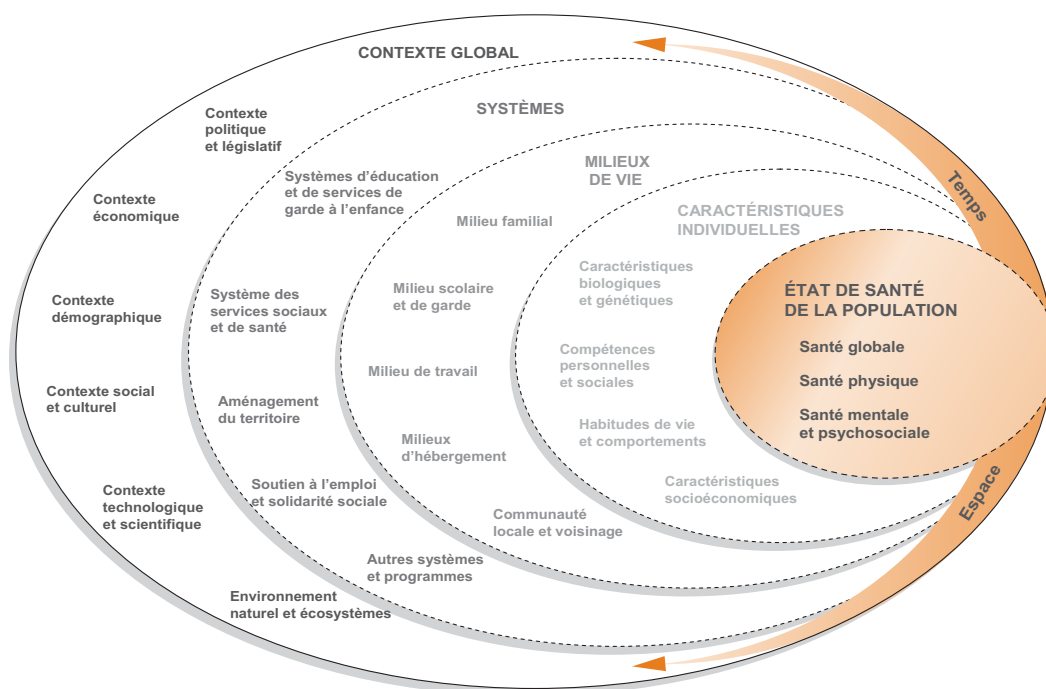 CONTEXTE GLOBAL
Contexte
politique
et législatif
Contexte
économique
Contexte
démographique
Contexte social
et culturel
Contexte
technologique
et scientifique
Environnement
naturel et écosystèmes
SYSTÈMES
Systèmes d’éducation
et de services de
garde à l’enfance
Système des
services sociaux
et de santé
Aménagement
du territoire
Soutien à l’emploi
et solidarité sociale
Autres systèmes
et programmes
MILIEUX
DE VIE
Milieu familial
Milieu scolaire
et de garde
Milieu de travail
Milieux
d’hébergement
Communauté
locale et voisinage
CARACTÉRISTIQUES
INDIVIDUELLES
Caractéristiques
biologiques
et génétiques
Compétences
personnelles
et sociales
Habitudes de vie
et comportements
Caractéristiques
socioéconomiques
ÉTAT DE SANTÉ
DE LA POPULATION
Santé globale
Santé physique
Santé mentale
et psychosociale
Temps
Espace